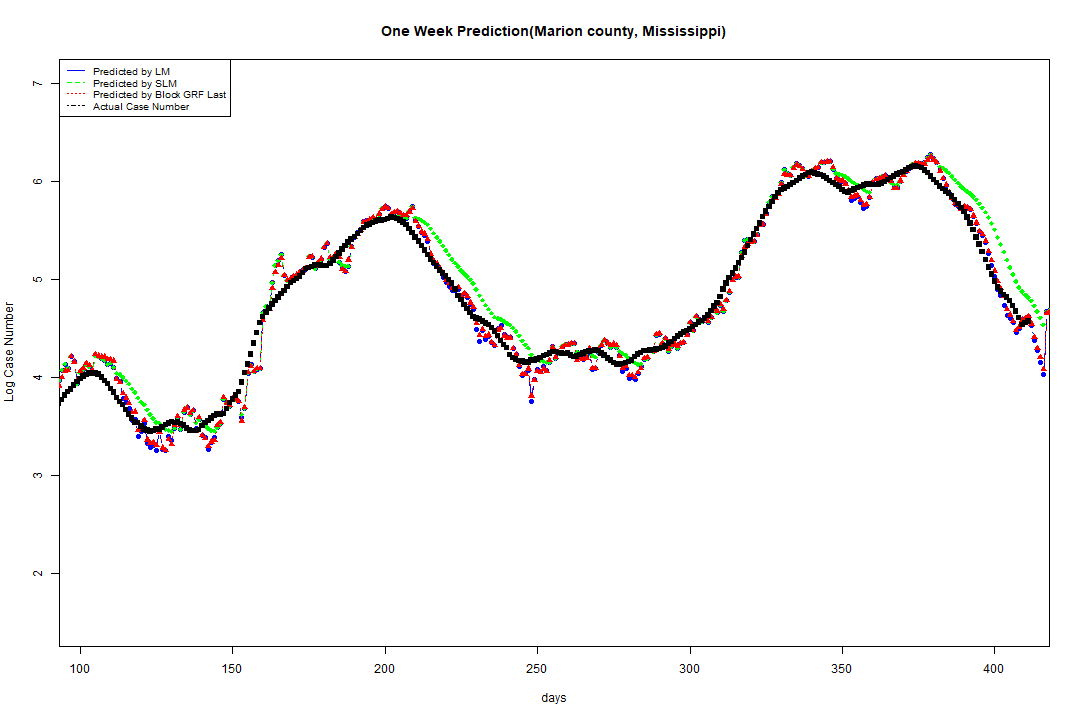 One Week Prediction(Marion county, Mississippi)
Predicted by LM
Predicted by SLM
Predicted by Block GRF Last
Actual Case Number
7
6
5
4
3
2
Log Case Number
100 150 200 250 300 350 400
days